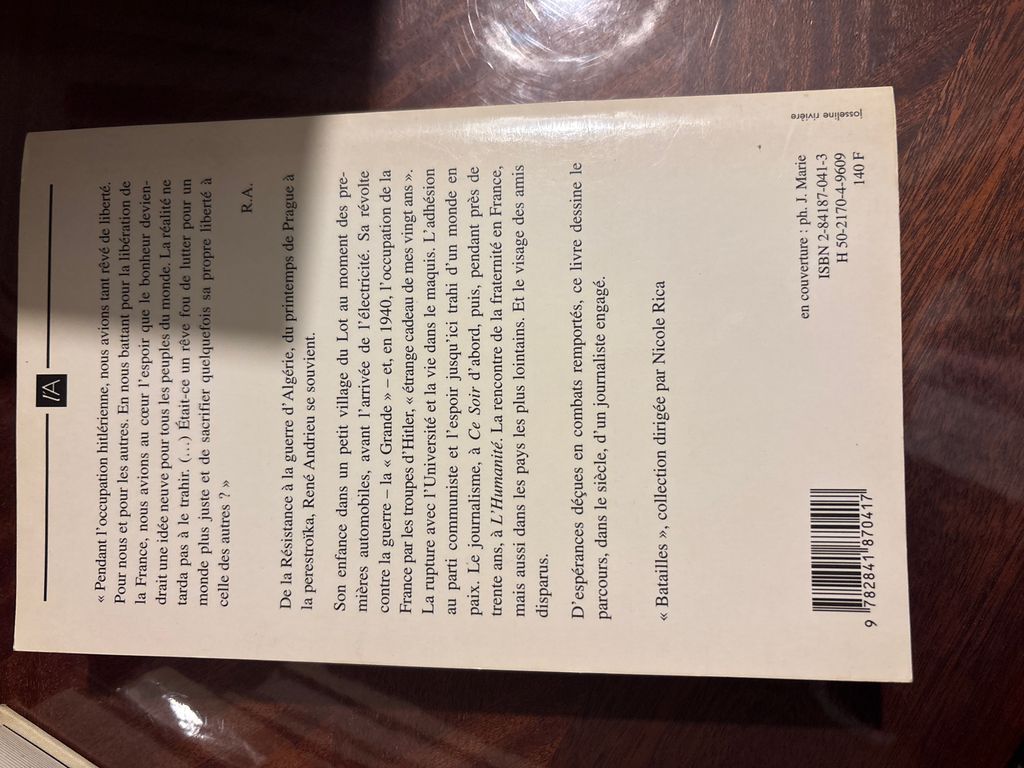 l'A
« Pendant l'occupation hitlérienne, nous avions tant rêvé de liberté.
Pour nous et pour les autres. En nous battant pour la libération de
la France, nous avions au cœur l'espoir que le bonheur devien-
drait une idée neuve pour tous les peuples du monde. La réalité ne
tarda pas à le trahir. (...) Était-ce un rêve fou de lutter pour un
monde plus juste et de sacrifier quelquefois sa propre liberté à
celle des autres ? »
R.A.
De la Résistance à la guerre d'Algérie, du printemps de Prague à
la perestroïka, René Andrieu se souvient.
Son enfance dans un petit village du Lot au moment des pre-
mières automobiles, avant l'arrivée de l'électricité. Sa révolte
contre la guerre – la « Grande » – et, en 1940, l'occupation de la
France par les troupes d'Hitler, « étrange cadeau de mes vingt ans ».
La rupture avec l'Université et la vie dans le maquis. L'adhésion
au parti communiste et l'espoir jusqu'ici trahi d'un monde en
paix. Le journalisme, à Ce Soir d'abord, puis, pendant près de
trente ans, à L'Humanité. La rencontre de la fraternité en France,
mais aussi dans les pays les plus lointains. Et le visage des amis
disparus.
D'espérances déçues en combats remportés, ce livre dessine le
parcours, dans le siècle, d'un journaliste engagé.
« Batailles », collection dirigée par Nicole Rica
en couverture : ph. J. Marie
ISBN 2-84187-041-3
H 50-2170-4-9609
140 F
josseline rivière
9 782841 870417